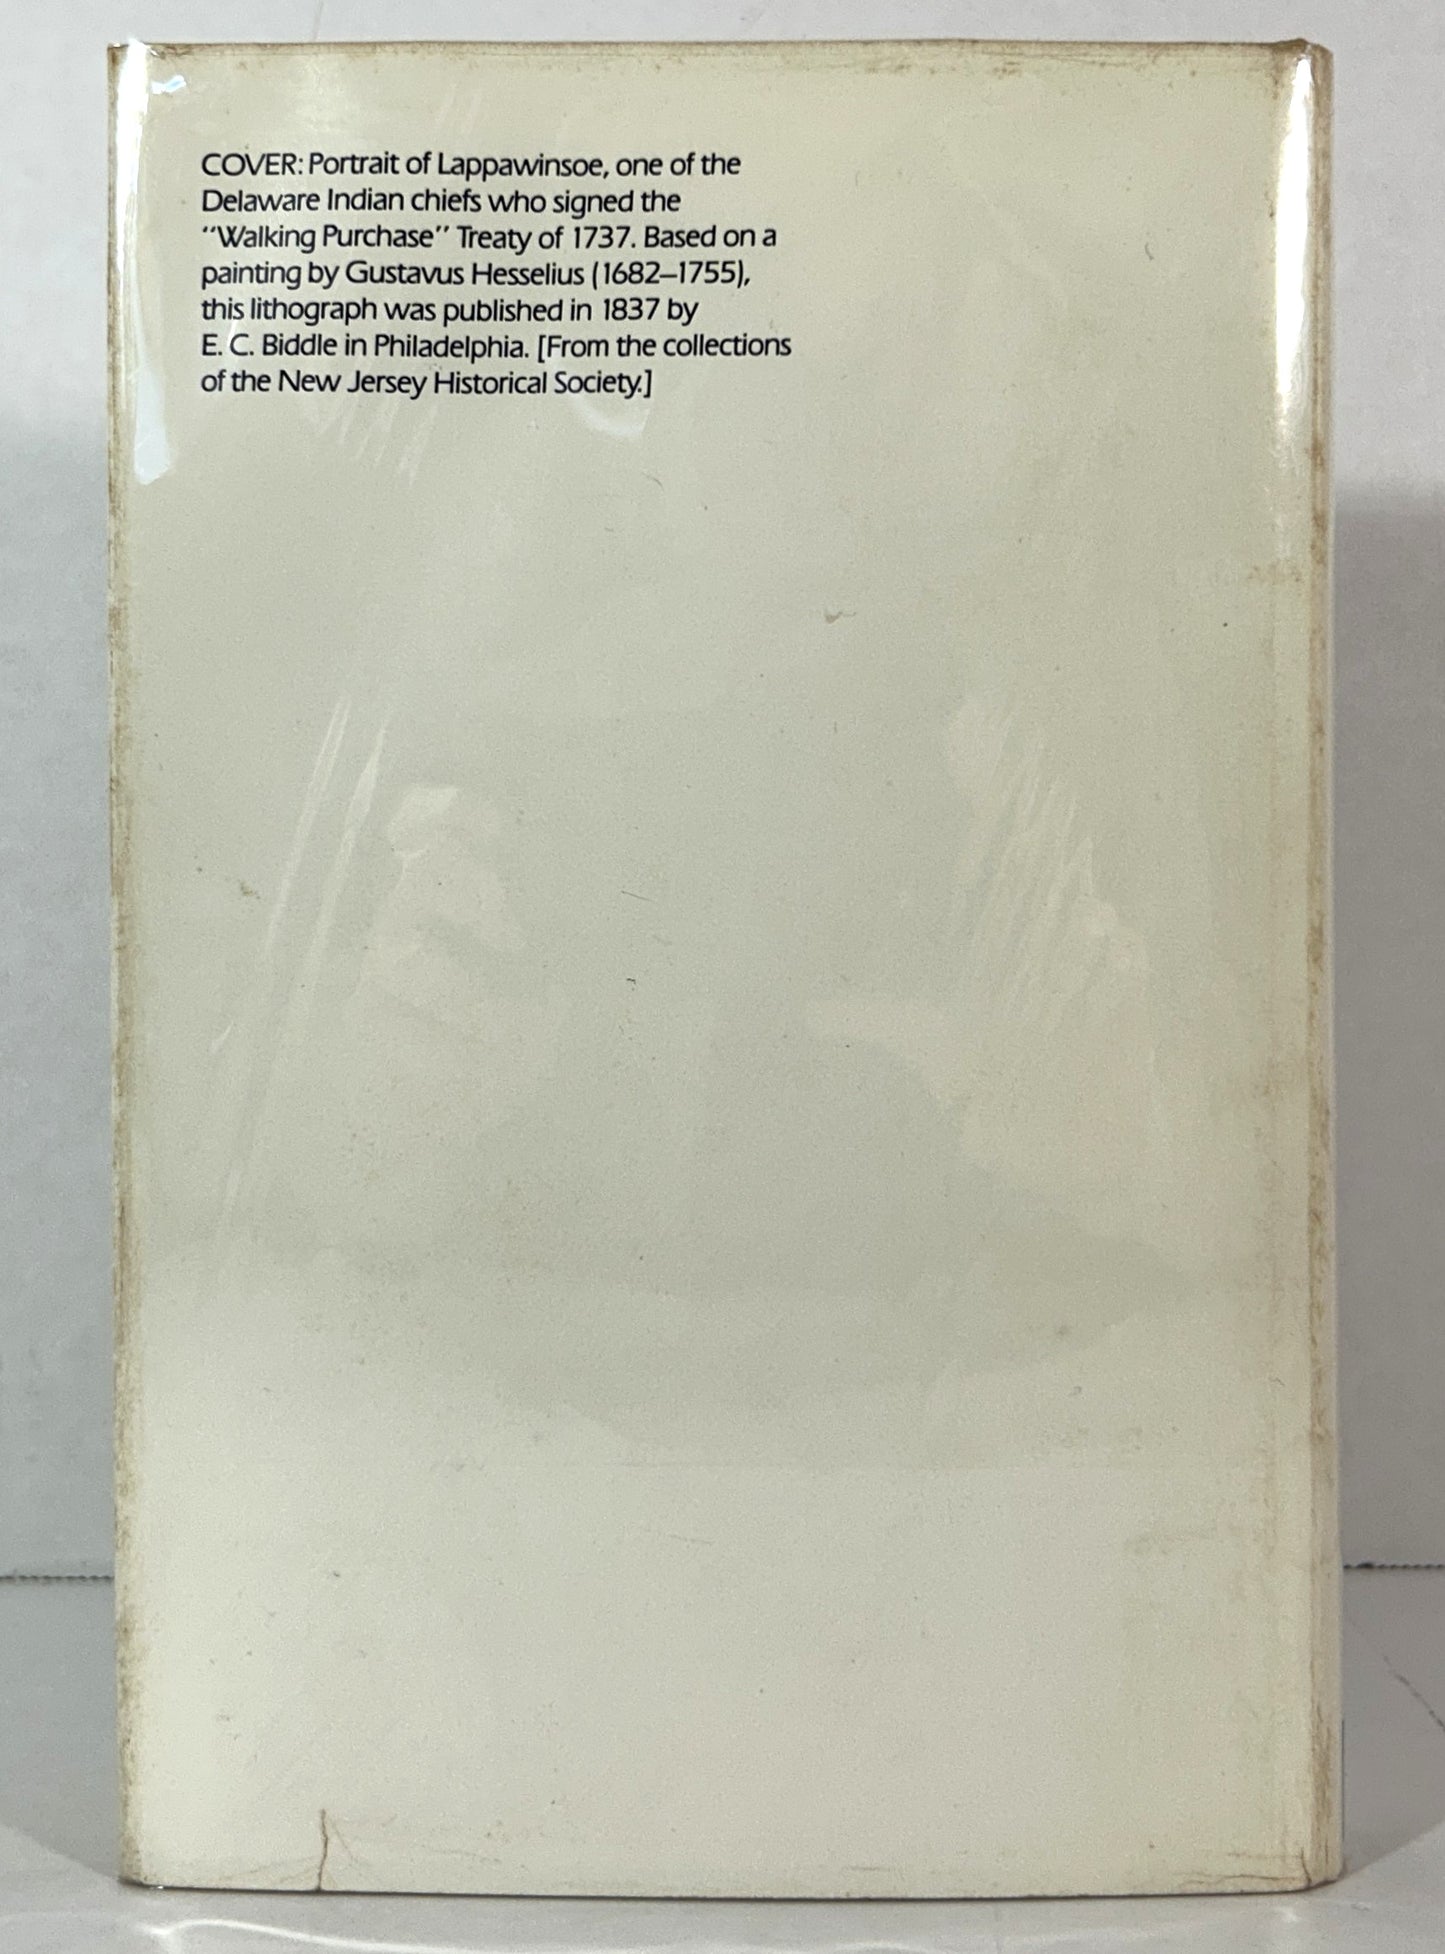 COVER: Portrait of Lappawinsoe, one of the
Delaware Indian chiefs who signed the
“Walking Purchase” Treaty of 1737. Based on a
painting by Gustavus Hesselius (1682–1755),
this lithograph was published in 1837 by
E. C. Biddle in Philadelphia. [From the collections
of the New Jersey Historical Society.]